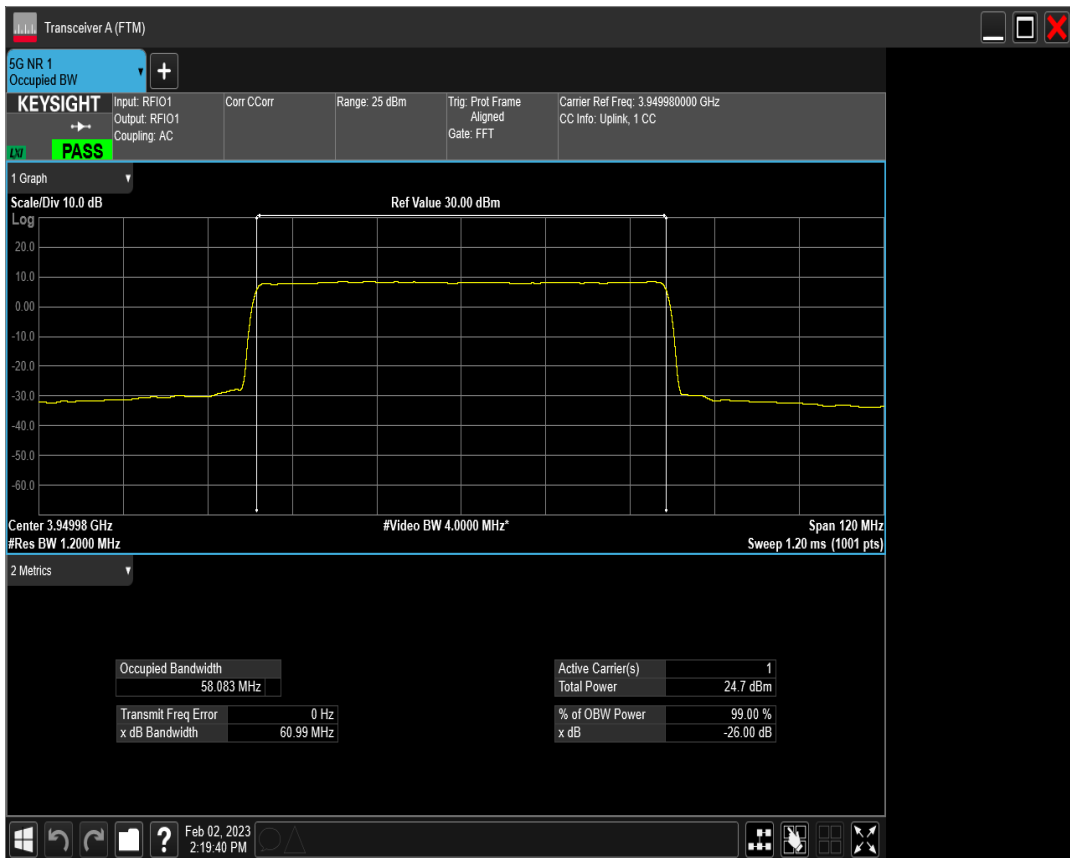 Transceiver A (FTM)
5G NR 1
Occupied BW
+
KEYSIGHT
LXI
PASS
Input: RFIO1
Output: RFIO1
Coupling: AC
Corr CCorr
Range: 25 dBm
Trig: Prot Frame
Aligned
Gate: FFT
Carrier Ref Freq: 3.949980000 GHz
CC Info: Uplink, 1 CC
1 Graph
Scale/Div 10.0 dB
Ref Value 30.00 dBm
Log
20.0
10.0
0.00
-10.0
-20.0
-30.0
-40.0
-50.0
-60.0
Center 3.94998 GHz
#Video BW 4.0000 MHz*
Span 120 MHz
#Res BW 1.2000 MHz
Sweep 1.20 ms (1001 pts)
2 Metrics
Occupied Bandwidth
58.083 MHz
Transmit Freq Error 0 Hz
x dB Bandwidth 60.99 MHz
Active Carrier(s) 1
Total Power 24.7 dBm
% of OBW Power 99.00 %
x dB -26.00 dB
?
Feb 02, 2023
2:19:40 PM